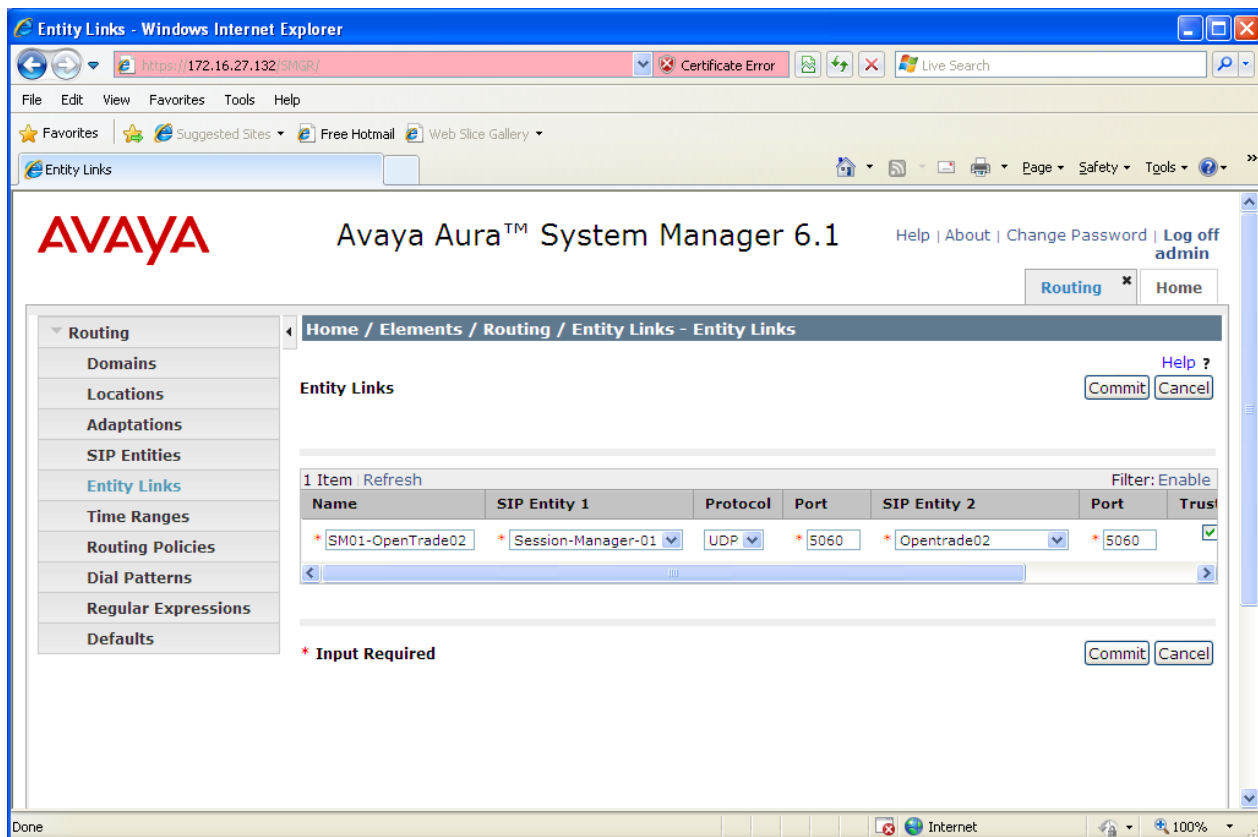 Entity Links - Windows Internet Explorer
https://172.16.27.132/SMGR/ Certificate Error Live Search
File Edit View Favorites Tools Help
Favorites Suggested Sites Free Hotmail Web Slice Gallery
Entity Links Page Safety Tools »
AVAYA Avaya Aura™ System Manager 6.1 Help | About | Change Password | Log off admin
Routing × Home
Routing
Domains
Locations
Adaptations
SIP Entities
Entity Links
Time Ranges
Routing Policies
Dial Patterns
Regular Expressions
Defaults
Home / Elements / Routing / Entity Links - Entity Links
Help ?
Entity Links Commit Cancel
1 Item | Refresh Filter: Enable
Name SIP Entity 1 Protocol Port SIP Entity 2 Port Trust
* SM01-OpenTrade02 * Session-Manager-01 UDP * 5060 * Opentrade02 * 5060
* Input Required Commit Cancel
Done Internet 100%